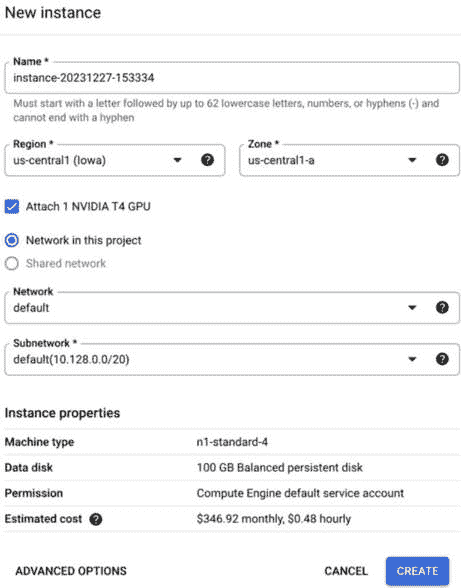 New instance
Name *
instance-20231227-153334
Must start with a letter followed by up to 62 lowercase letters, numbers, or hyphens (-) and
cannot end with a hyphen
Region *
us-central1 (Iowa)
Zone *
us-central1-a
Attach 1 NVIDIA T4 GPU
Network in this project
Shared network
Network
default
Subnetwork *
default(10.128.0.0/20)
Instance properties
Machine type n1-standard-4
Data disk 100 GB Balanced persistent disk
Permission Compute Engine default service account
Estimated cost $346.92 monthly, $0.48 hourly
ADVANCED OPTIONS CANCEL CREATE